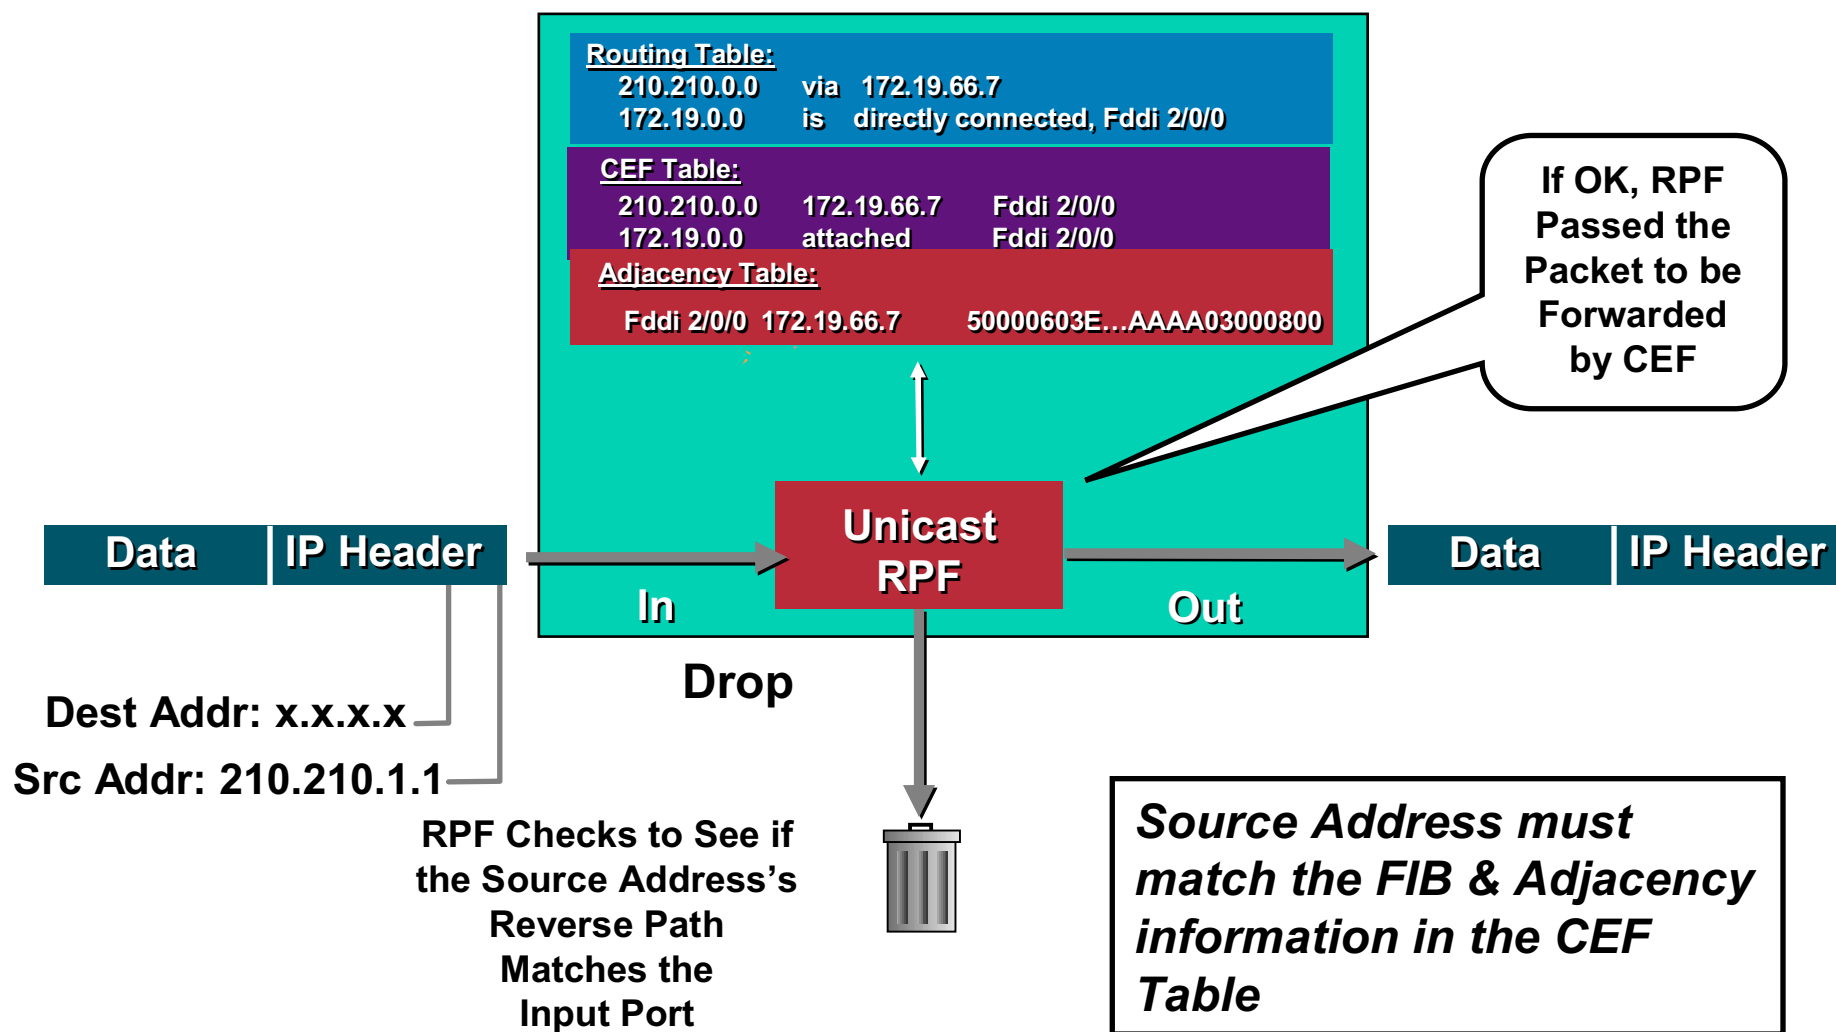 Routing Table:
210.210.0.0 via 172.19.66.7
172.19.0.0 is directly connected, Fddi 2/0/0
CEF Table:
210.210.0.0 172.19.66.7 Fddi 2/0/0
172.19.0.0 attached Fddi 2/0/0
Adjacency Table:
Fddi 2/0/0 172.19.66.7 50000603E...AAAA03000800
If OK, RPF
Passed the
Packet to be
Forwarded
by CEF
Data IP Header
Unicast
RPF
In
Out
Data IP Header
Drop
Dest Addr: x.x.x.x
Src Addr: 210.210.1.1
RPF Checks to See if
the Source Address’s
Reverse Path
Matches the
Input Port
Source Address must
match the FIB & Adjacency
information in the CEF
Table